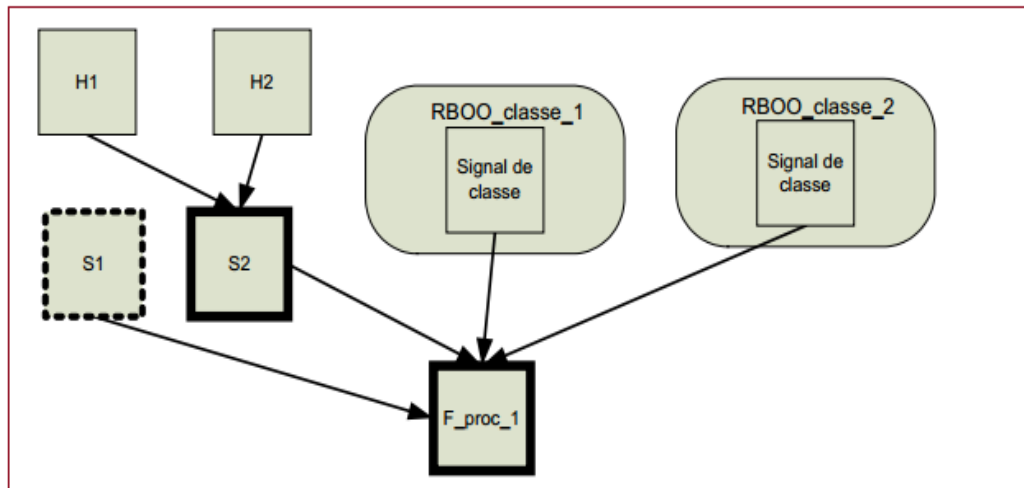 H1
H2
RBOO_classe_1
RBOO_classe_2
Signal de
classe
Signal de
classe
S1
S2
F_proc_1